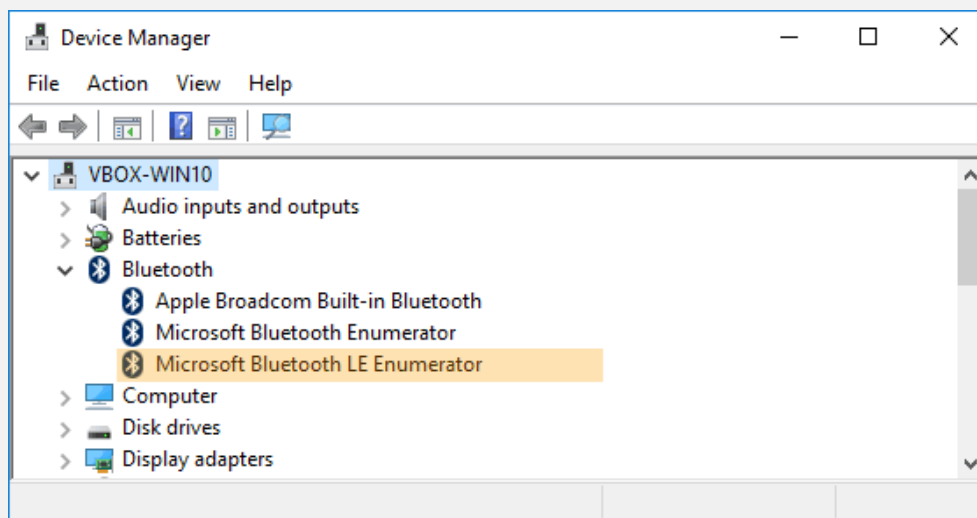 Device Manager
File Action View Help
VBOX-WIN10
Audio inputs and outputs
Batteries
Bluetooth
Apple Broadcom Built-in Bluetooth
Microsoft Bluetooth Enumerator
Microsoft Bluetooth LE Enumerator
Computer
Disk drives
Display adapters